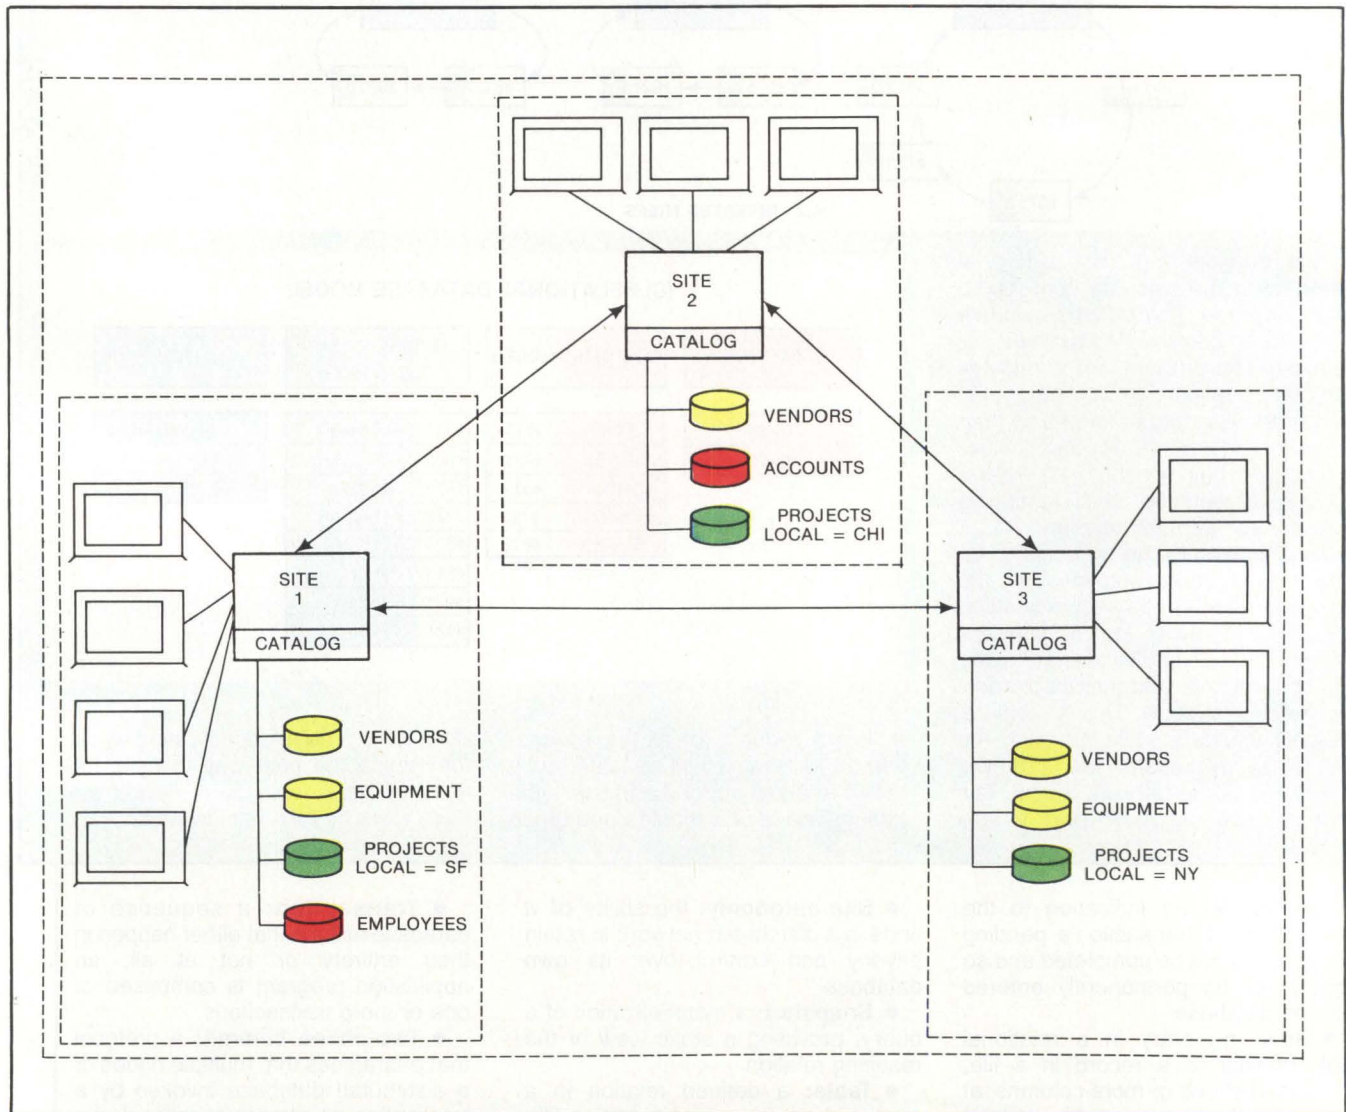 SITE
2
CATALOG
VENDORS
ACCOUNTS
PROJECTS
LOCAL = CHI
SITE
1
CATALOG
VENDORS
EQUIPMENT
PROJECTS
LOCAL = SF
EMPLOYEES
SITE
3
CATALOG
VENDORS
EQUIPMENT
PROJECTS
LOCAL = NY